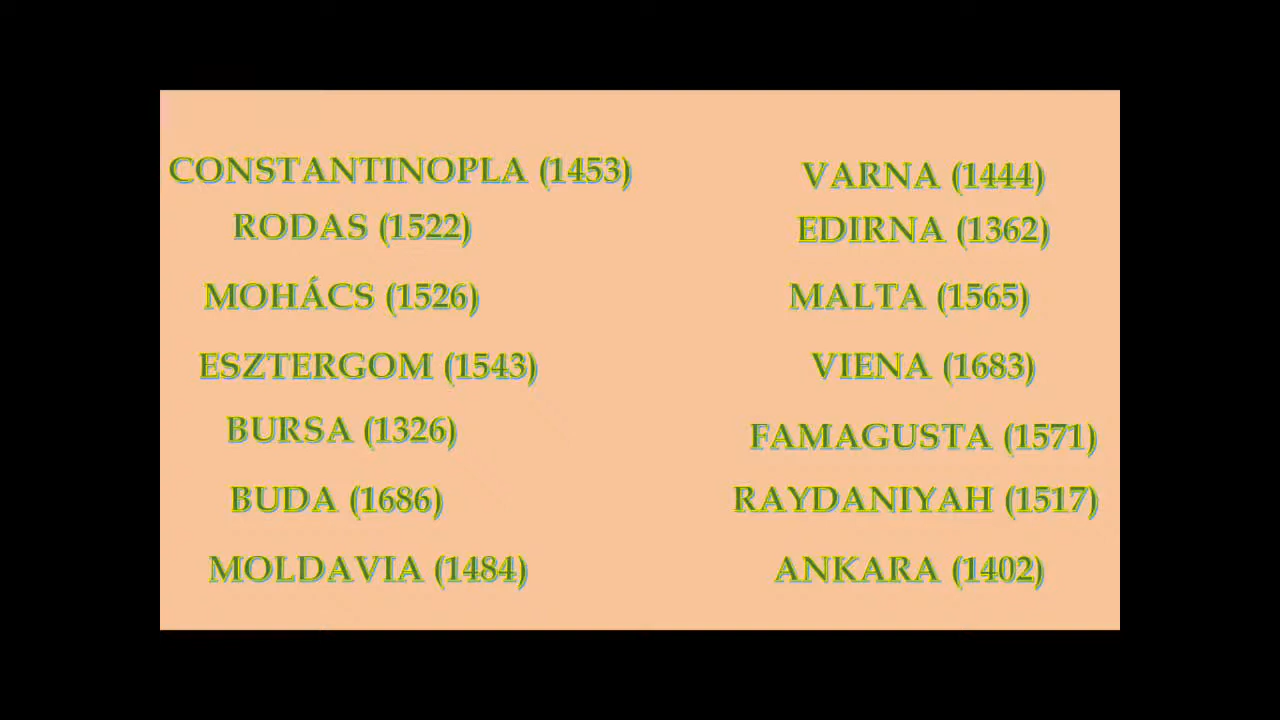 CONSTANTINOPLA (1453)
RODAS (1522)
MOHÁCS (1526)
ESZTERGOM (1543)
BURSA (1326)
BUDA (1686)
MOLDAVIA (1484)
VARNA (1444)
EDIRNA (1362)
MALTA (1565)
VIENA (1683)
FAMAGUSTA (1571)
RAYDANIYAH (1517)
ANKARA (1402)